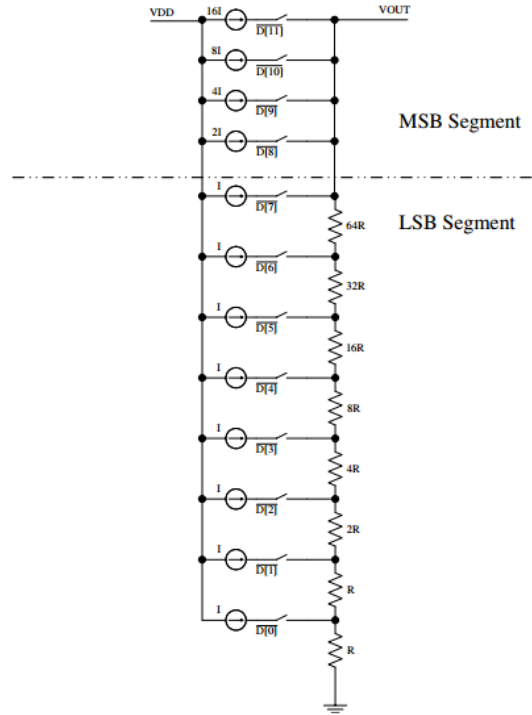 VDD 16I VOUT
D[11]
8I
D[10]
4I
D[9]
MSB Segment
2I
D[8]
I
D[7]
LSB Segment
64R
I
D[6]
32R
I
D[5]
16R
I
D[4]
8R
I
D[3]
4R
I
D[2]
2R
I
D[1]
R
I
D[0]
R